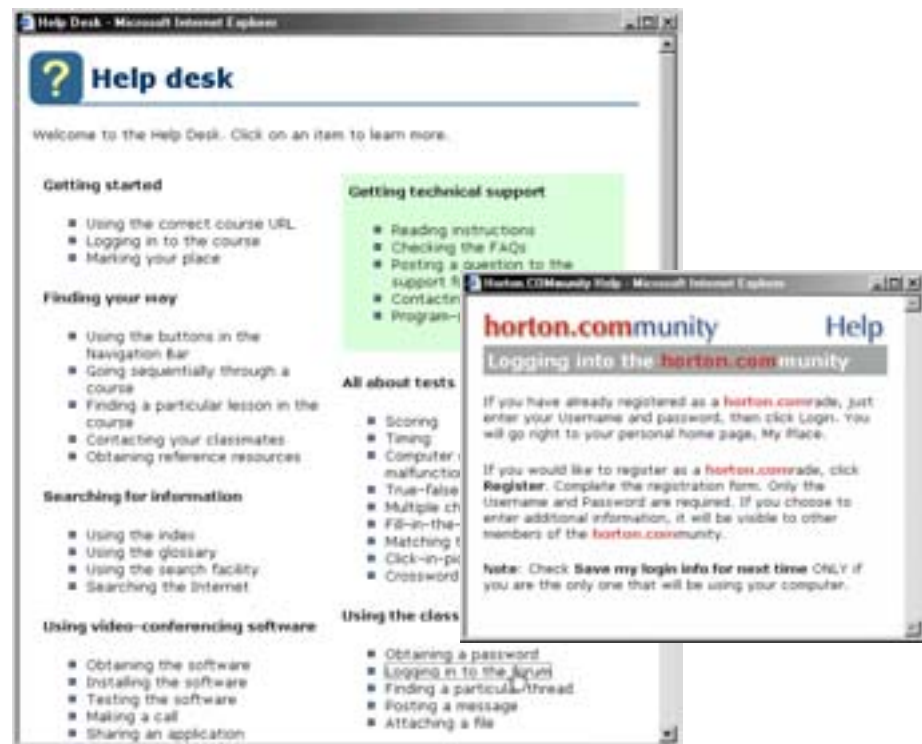 Help Desk - Microsoft Internet Explorer
?
Help desk
Welcome to the Help Desk. Click on an item to learn more.
Getting started
Using the correct course URL
Logging in to the course
Marking your place
Finding your way
Using the buttons in the
Navigation Bar
Going sequentially through a
course
Finding a particular lesson in the
course
Contacting your classmates
Obtaining reference resources
Searching for information
Using the index
Using the glossary
Using the search facility
Searching the Internet
Using video-conferencing software
Obtaining the software
Installing the software
Testing the software
Making a call
Sharing an application
Getting technical support
Reading instructions
Checking the FAQs
Posting a question to the
support
All about tests
Scoring
Timing
Computer
True-false
Multiple
Matching
Crossword
Using the class
Obtaining a password
Logging in to the forum
Finding a particular thread
Posting a message
Attaching a file
Horton.COMmunity Help - Microsoft Internet Explorer
horton.community Help
Logging into the horton.community
If you have already registered as a horton.comrade, just
enter your Username and password, then click Login. You
will go right to your personal home page, My Place.
If you would like to register as a horton.comrade, click
Register. Complete the registration form. Only the
Username and Password are required. If you choose to
enter additional information, it will be visible to other
members of the horton.community.
Note: Check Save my login info for next time ONLY if
you are the only one that will be using your computer.